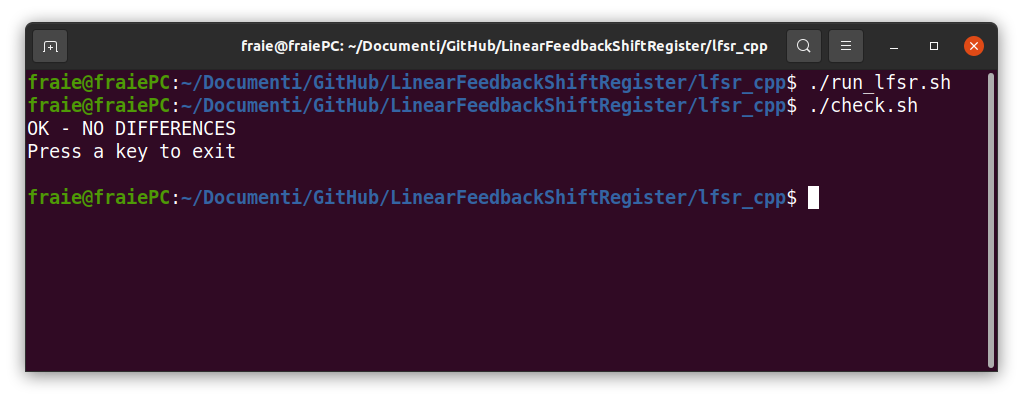 fraie@fraiePC: ~/Documenti/GitHub/LinearFeedbackShiftRegister/lfsr_cpp
fraie@fraiePC:~/Documenti/GitHub/LinearFeedbackShiftRegister/lfsr_cpp$ ./run_lfsr.sh
fraie@fraiePC:~/Documenti/GitHub/LinearFeedbackShiftRegister/lfsr_cpp$ ./check.sh
OK - NO DIFFERENCES
Press a key to exit
fraie@fraiePC:~/Documenti/GitHub/LinearFeedbackShiftRegister/lfsr_cpp$